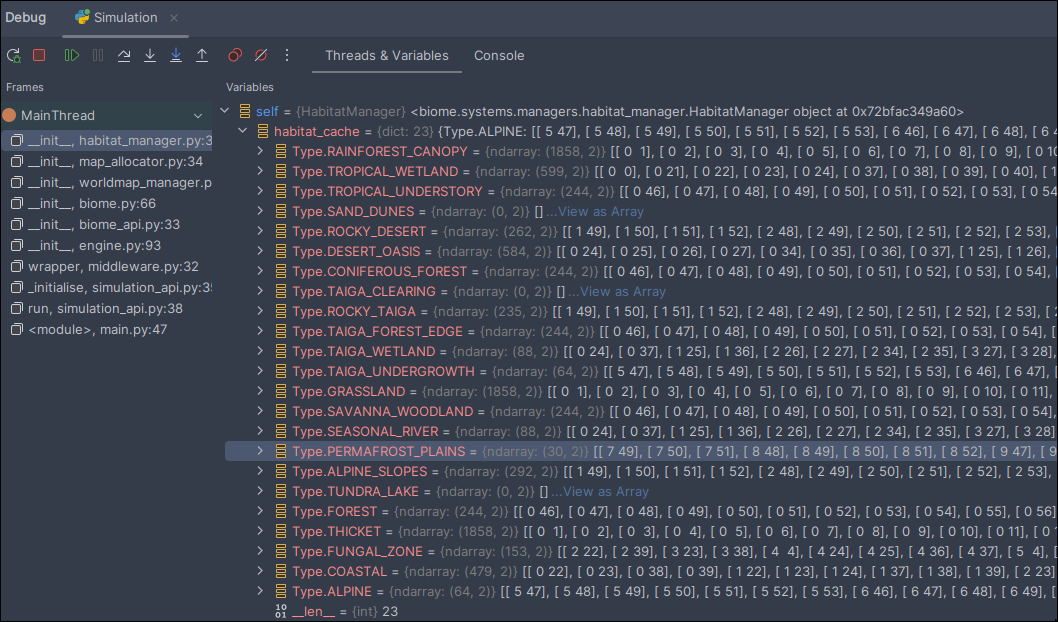 Debug
Simulation ×
Threads & Variables
Console
Frames
Variables
MainThread
__init__, habitat_manager.py:3
__init__, map_allocator.py:34
__init__, worldmap_manager.p
__init__, biome.py:66
__init__, biome_api.py:33
__init__, engine.py:93
wrapper, middleware.py:32
_initialise, simulation_api.py:35
run, simulation_api.py:38
<module>, main.py:47
self = {HabitatManager} <biome.systems.managers.habitat_manager.HabitatManager object at 0x72bfac349a60>
habitat_cache = {dict: 23} {Type.ALPINE: [[ 5 47], [ 5 48], [ 5 49], [ 5 50], [ 5 51], [ 5 52], [ 5 53], [ 6 46], [ 6 47], [ 6 48], [ 6 4
Type.RAINFOREST_CANOPY = {ndarray: (1858, 2)} [[ 0  1], [ 0  2], [ 0  3], [ 0  4], [ 0  5], [ 0  6], [ 0  7], [ 0  8], [ 0  9], [ 0 10
Type.TROPICAL_WETLAND = {ndarray: (599, 2)} [[ 0  0], [ 0 21], [ 0 22], [ 0 23], [ 0 24], [ 0 37], [ 0 38], [ 0 39], [ 0 40], [ 1
Type.TROPICAL_UNDERSTORY = {ndarray: (244, 2)} [[ 0 46], [ 0 47], [ 0 48], [ 0 49], [ 0 50], [ 0 51], [ 0 52], [ 0 53], [ 0 54
Type.SAND_DUNES = {ndarray: (0, 2)} [] ...View as Array
Type.ROCKY_DESERT = {ndarray: (262, 2)} [[ 1 49], [ 1 50], [ 1 51], [ 1 52], [ 2 48], [ 2 49], [ 2 50], [ 2 51], [ 2 52], [ 2 53],
Type.DESERT_OASIS = {ndarray: (584, 2)} [[ 0 24], [ 0 25], [ 0 26], [ 0 27], [ 0 34], [ 0 35], [ 0 36], [ 0 37], [ 1 25], [ 1 26],
Type.CONIFEROUS_FOREST = {ndarray: (244, 2)} [[ 0 46], [ 0 47], [ 0 48], [ 0 49], [ 0 50], [ 0 51], [ 0 52], [ 0 53], [ 0 54],
Type.TAIGA_CLEARING = {ndarray: (0, 2)} [] ...View as Array
Type.ROCKY_TAIGA = {ndarray: (235, 2)} [[ 1 49], [ 1 50], [ 1 51], [ 1 52], [ 2 48], [ 2 49], [ 2 50], [ 2 51], [ 2 52], [ 2 53], [
Type.TAIGA_FOREST_EDGE = {ndarray: (244, 2)} [[ 0 46], [ 0 47], [ 0 48], [ 0 49], [ 0 50], [ 0 51], [ 0 52], [ 0 53], [ 0 54],
Type.TAIGA_WETLAND = {ndarray: (88, 2)} [[ 0 24], [ 0 37], [ 1 25], [ 1 36], [ 2 26], [ 2 27], [ 2 34], [ 2 35], [ 3 27], [ 3 28],
Type.TAIGA_UNDERGROWTH = {ndarray: (64, 2)} [[ 5 47], [ 5 48], [ 5 49], [ 5 50], [ 5 51], [ 5 52], [ 5 53], [ 6 46], [ 6 47],
Type.GRASSLAND = {ndarray: (1858, 2)} [[ 0  1], [ 0  2], [ 0  3], [ 0  4], [ 0  5], [ 0  6], [ 0  7], [ 0  8], [ 0  9], [ 0 10], [ 0 11],
Type.SAVANNA_WOODLAND = {ndarray: (244, 2)} [[ 0 46], [ 0 47], [ 0 48], [ 0 49], [ 0 50], [ 0 51], [ 0 52], [ 0 53], [ 0 54],
Type.SEASONAL_RIVER = {ndarray: (88, 2)} [[ 0 24], [ 0 37], [ 1 25], [ 1 36], [ 2 26], [ 2 27], [ 2 34], [ 2 35], [ 3 27], [ 3 28]
Type.PERMAFROST_PLAINS = {ndarray: (30, 2)} [[ 7 49], [ 7 50], [ 7 51], [ 8 48], [ 8 49], [ 8 50], [ 8 51], [ 8 52], [ 9 47], [ 9
Type.ALPINE_SLOPES = {ndarray: (292, 2)} [[ 1 49], [ 1 50], [ 1 51], [ 1 52], [ 2 48], [ 2 49], [ 2 50], [ 2 51], [ 2 52], [ 2 53],
Type.TUNDRA_LAKE = {ndarray: (0, 2)} [] ...View as Array
Type.FOREST = {ndarray: (244, 2)} [[ 0 46], [ 0 47], [ 0 48], [ 0 49], [ 0 50], [ 0 51], [ 0 52], [ 0 53], [ 0 54], [ 0 55], [ 0 56]
Type.THICKET = {ndarray: (1858, 2)} [[ 0  1], [ 0  2], [ 0  3], [ 0  4], [ 0  5], [ 0  6], [ 0  7], [ 0  8], [ 0  9], [ 0 10], [ 0 11], [ 0 1
Type.FUNGAL_ZONE = {ndarray: (153, 2)} [[ 2 22], [ 2 39], [ 3 23], [ 3 38], [ 4  4], [ 4 24], [ 4 25], [ 4 36], [ 4 37], [ 5  4],
Type.COASTAL = {ndarray: (479, 2)} [[ 0 22], [ 0 23], [ 0 38], [ 0 39], [ 1 22], [ 1 23], [ 1 24], [ 1 37], [ 1 38], [ 1 39], [ 2 23]
Type.ALPINE = {ndarray: (64, 2)} [[ 5 47], [ 5 48], [ 5 49], [ 5 50], [ 5 51], [ 5 52], [ 5 53], [ 6 46], [ 6 47], [ 6 48], [ 6 49],
__len__ = {int} 23